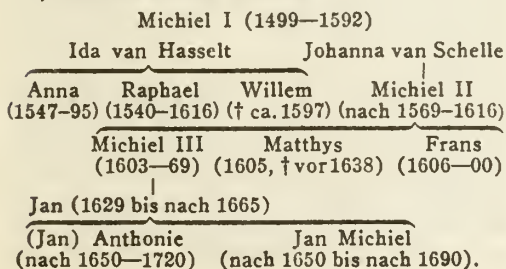 Michiel I (1499—1592)
Ida van Hasselt Johanna van Schelle
Anna Raphael Willem Michiel II
(1547-95) (1540-1616) († ca. 1597) (nach 1569-1616)
Michiel III Matthys Frans
(1603—69) (1605, † vor 1638) (1606—00)
Jan (1629 bis nach 1665)
(Jan) Anthonie Jan Michiel
(nach 1650—1720) (nach 1650 bis nach 1690).